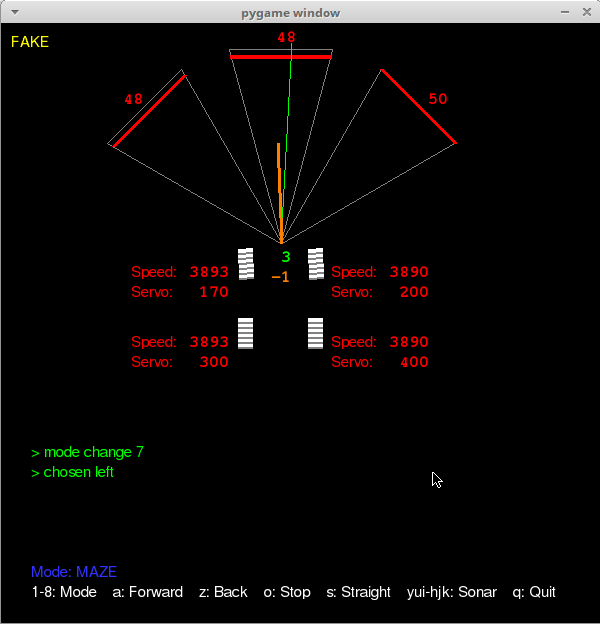 pygame window
FAKE
48
48
50
3
-1
Speed: 3893
Speed: 3890
Servo: 170
Servo: 200
Speed: 3893
Speed: 3890
Servo: 300
Servo: 400
> mode change 7
> chosen left
Mode: MAZE
1-8: Mode a: Forward z: Back o: Stop s: Straight yui-hjk: Sonar q: Quit